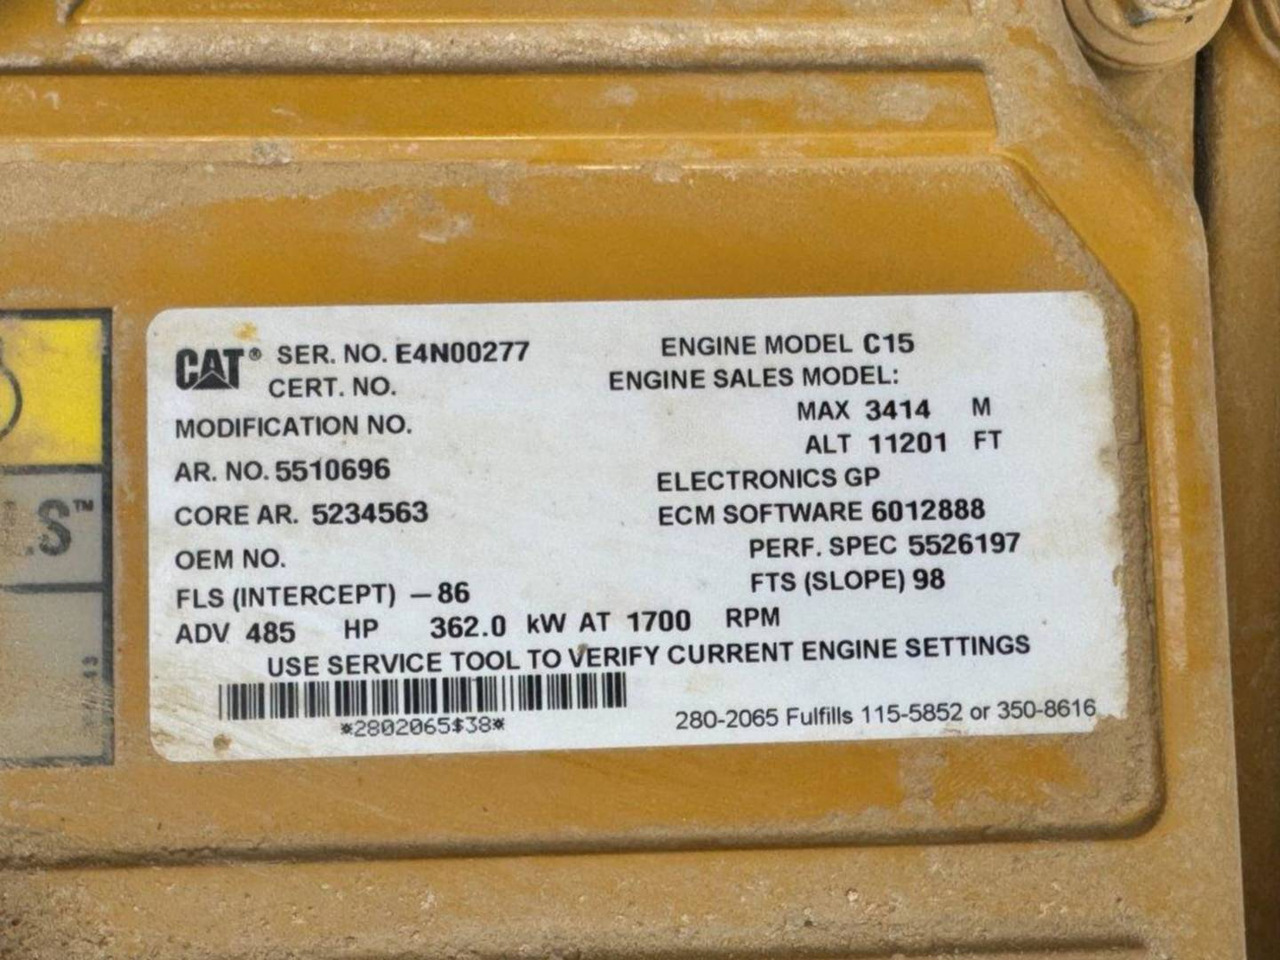 CAT® SER. NO. E4N00277 ENGINE MODEL C15
CERT. NO. ENGINE SALES MODEL:
MODIFICATION NO. MAX 3414 M
ALT 11201 FT
AR. NO. 5510696 ELECTRONICS GP
CORE AR. 5234563 ECM SOFTWARE 6012888
OEM NO. PERF. SPEC 5526197
FLS (INTERCEPT) –86 FTS (SLOPE) 98
ADV 485 HP 362.0 kW AT 1700 RPM
USE SERVICE TOOL TO VERIFY CURRENT ENGINE SETTINGS
*2802065$38* 280-2065 Fulfills 115-5852 or 350-8616